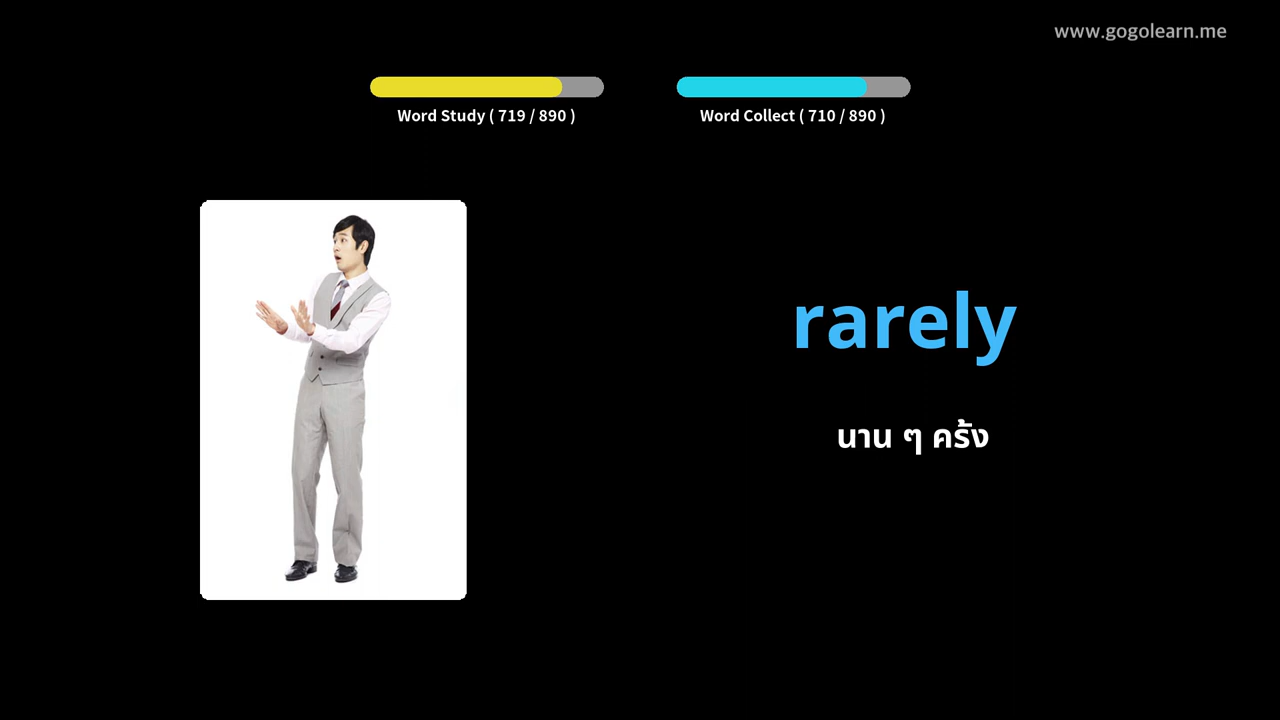 www.gogolearn.me
Word Study ( 719 / 890 )
Word Collect ( 710 / 890 )
rarely
นาน ๆ ครั้ง